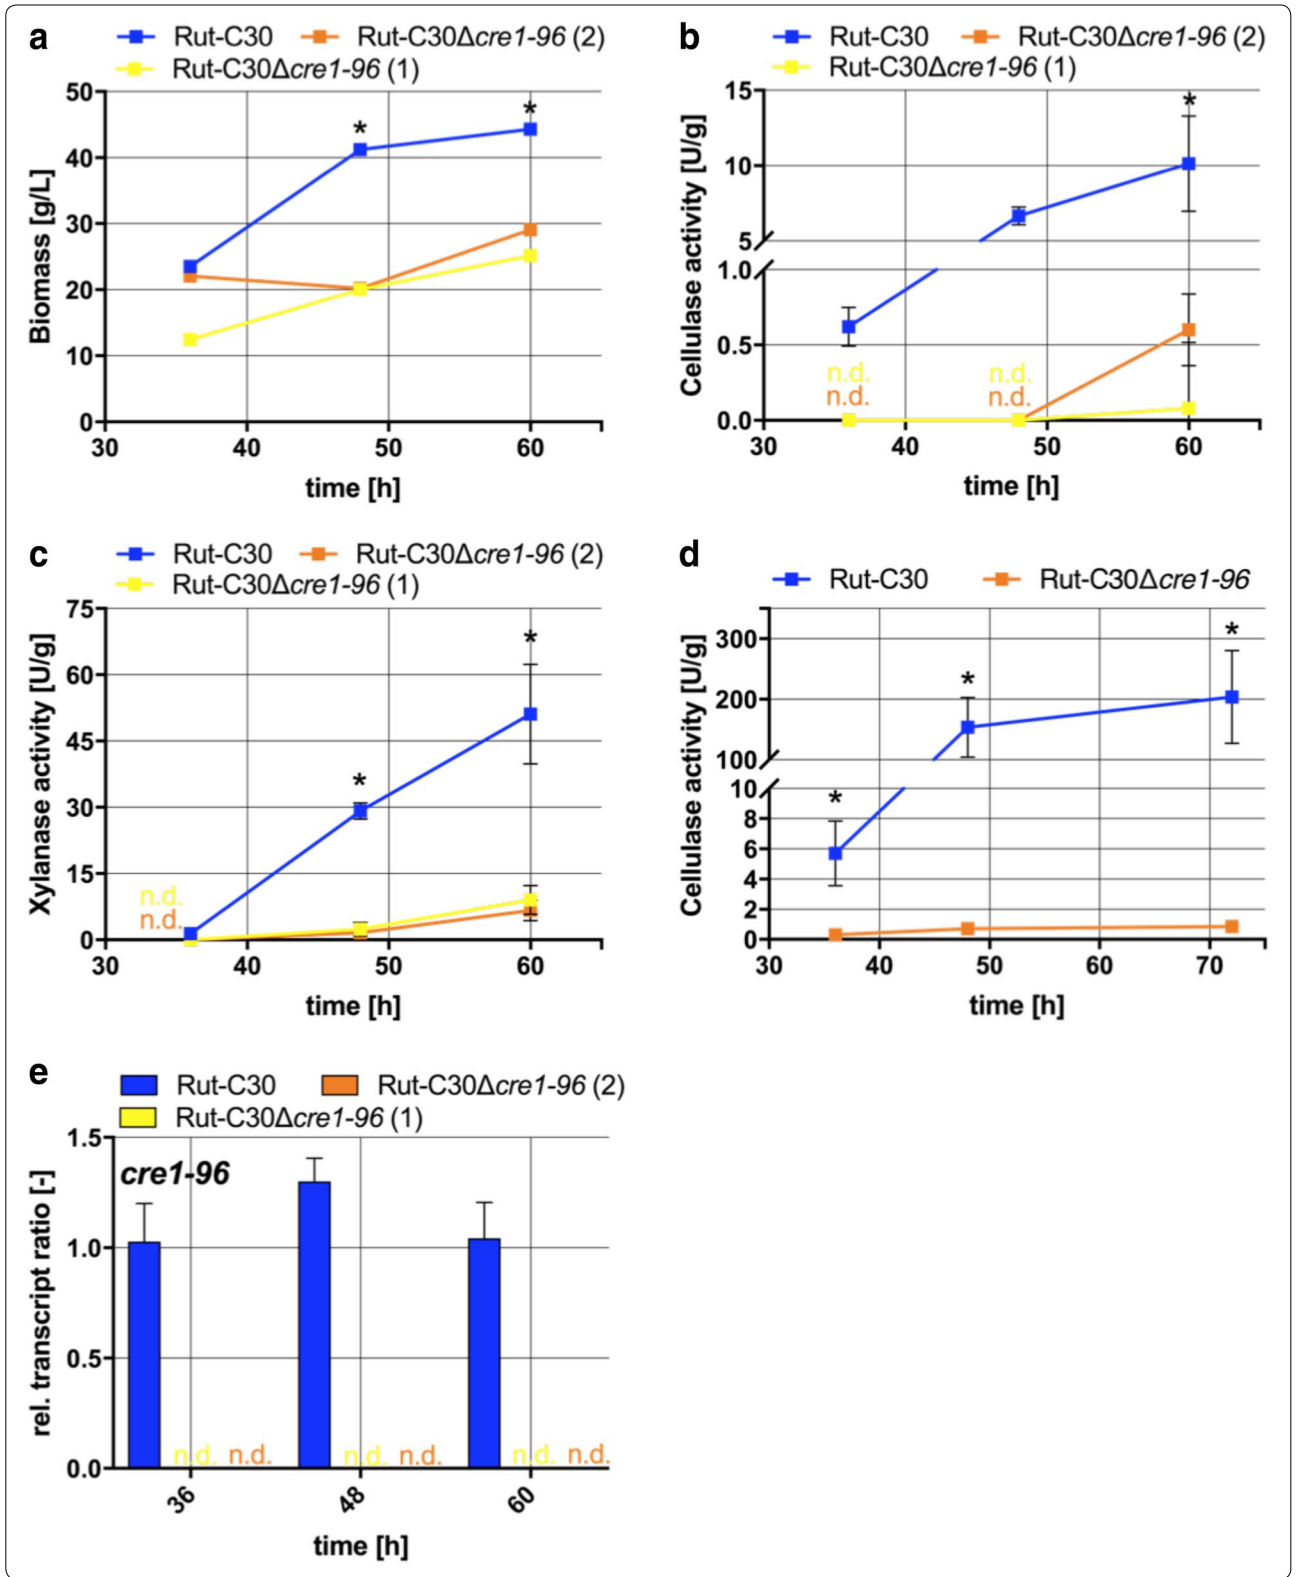 a
Rut-C30 Rut-C30Δcre1-96 (2)
Rut-C30Δcre1-96 (1)
50
40
30
20
10
0
Biomass [g/L]
* *
30 40 50 60
time [h]
b
Rut-C30 Rut-C30Δcre1-96 (2)
Rut-C30Δcre1-96 (1)
15
10
5
1.0
0.5
0.0
Cellulase activity [U/g]
*
n.d. n.d.
n.d. n.d.
30 40 50 60
time [h]
c
Rut-C30 Rut-C30Δcre1-96 (2)
Rut-C30Δcre1-96 (1)
75
60
45
30
15
0
Xylanase activity [U/g]
* *
n.d.
n.d.
30 40 50 60
time [h]
d
Rut-C30 Rut-C30Δcre1-96
300
200
100
10
8
6
4
2
0
Cellulase activity [U/g]
* * *
30 40 50 60 70
time [h]
e
Rut-C30 Rut-C30Δcre1-96 (2)
Rut-C30Δcre1-96 (1)
1.5
1.0
0.5
0.0
rel. transcript ratio [-]
cre1-96
n.d. n.d. n.d. n.d. n.d. n.d.
36 48 60
time [h]